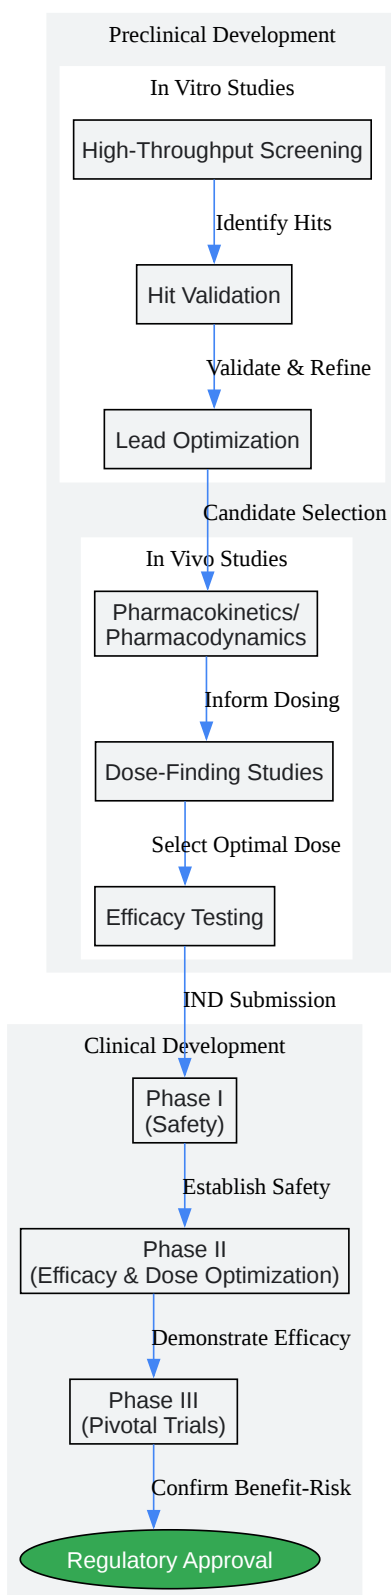 Preclinical Development
In Vitro Studies
High-Throughput Screening
Identify Hits
Hit Validation
Validate & Refine
Lead Optimization
Candidate Selection
In Vivo Studies
Pharmacokinetics/
Pharmacodynamics
Inform Dosing
Dose-Finding Studies
Select Optimal Dose
Efficacy Testing
IND Submission
Clinical Development
Phase I
(Safety)
Establish Safety
Phase II
(Efficacy & Dose Optimization)
Demonstrate Efficacy
Phase III
(Pivotal Trials)
Confirm Benefit-Risk
Regulatory Approval